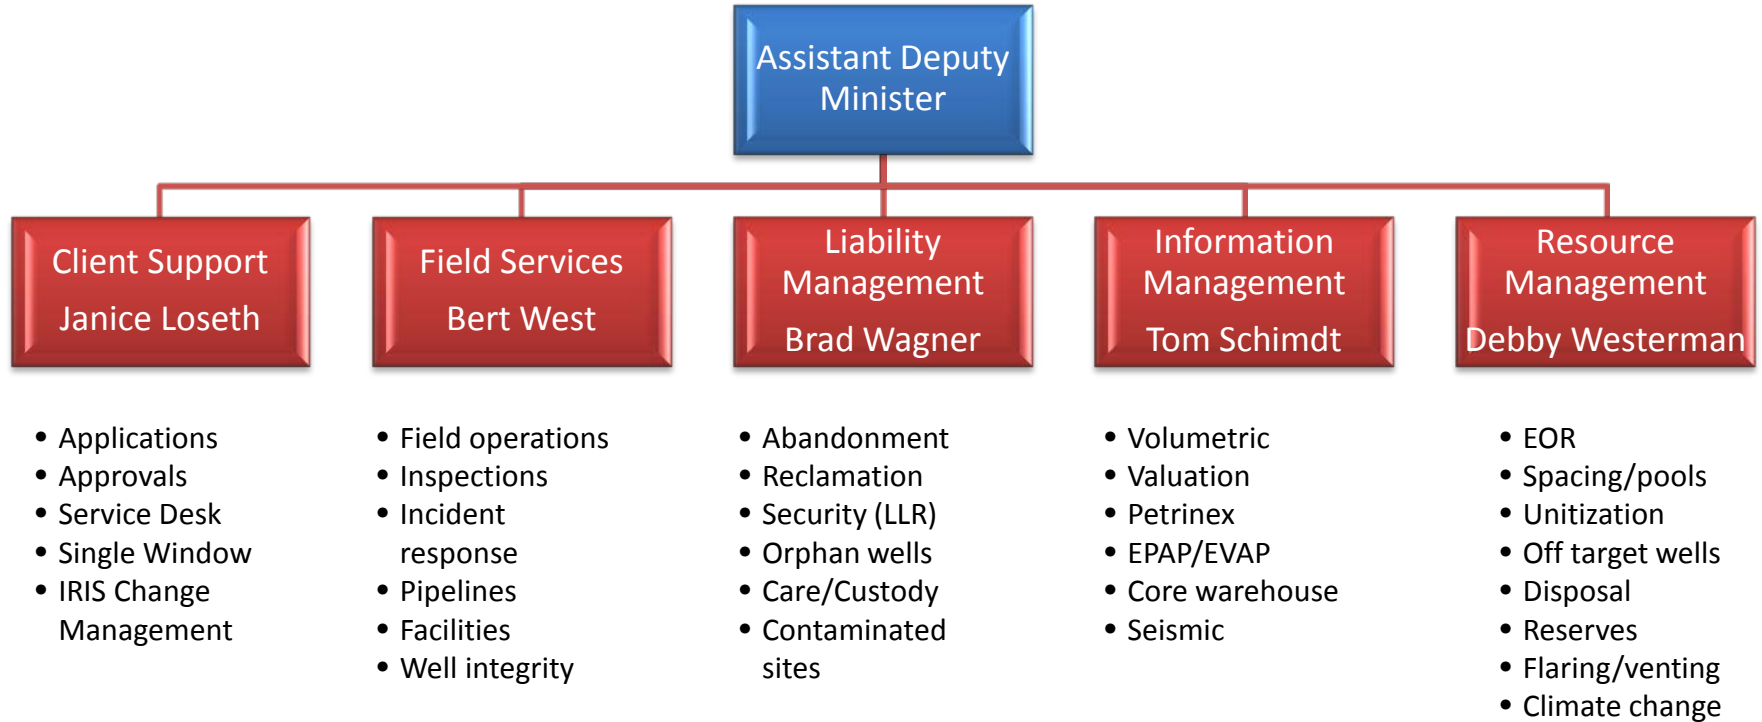 Assistant Deputy
Minister
Client Support
Janice Loseth
Field Services
Bert West
Liability
Management
Brad Wagner
Information
Management
Tom Schimdt
Resource
Management
Debby Westerman
• Applications
• Approvals
• Service Desk
• Single Window
• IRIS Change
Management
• Field operations
• Inspections
• Incident
response
• Pipelines
• Facilities
• Well integrity
• Abandonment
• Reclamation
• Security (LLR)
• Orphan wells
• Care/Custody
• Contaminated
sites
• Volumetric
• Valuation
• Petrinex
• EPAP/EVAP
• Core warehouse
• Seismic
• EOR
• Spacing/pools
• Unitization
• Off target wells
• Disposal
• Reserves
• Flaring/venting
• Climate change